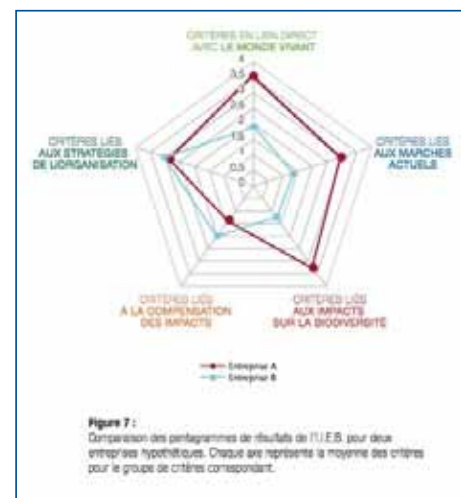 CRITÈRES EN LIEN DIRECT
AVEC LE MONDE VIVANT
4
3,5
3
2,5
2
1,5
1
0,5
0
CRITÈRES LIÉS
AUX STRATÉGIES
DE L'ORGANISATION
CRITÈRES LIÉS
AUX MARCHÉS
ACTUELS
CRITÈRES LIÉS
À LA COMPENSATION
DES IMPACTS
CRITÈRES LIÉS
AUX IMPACTS
SUR LA BIODIVERSITÉ
Entreprise A
Entreprise B
Figure 7 :
Comparaison des pentagrammes de résultats de l'I.I.E.B. pour deux
entreprises hypothétiques. Chaque axe représente la moyenne des critères
pour le groupe de critères correspondant.